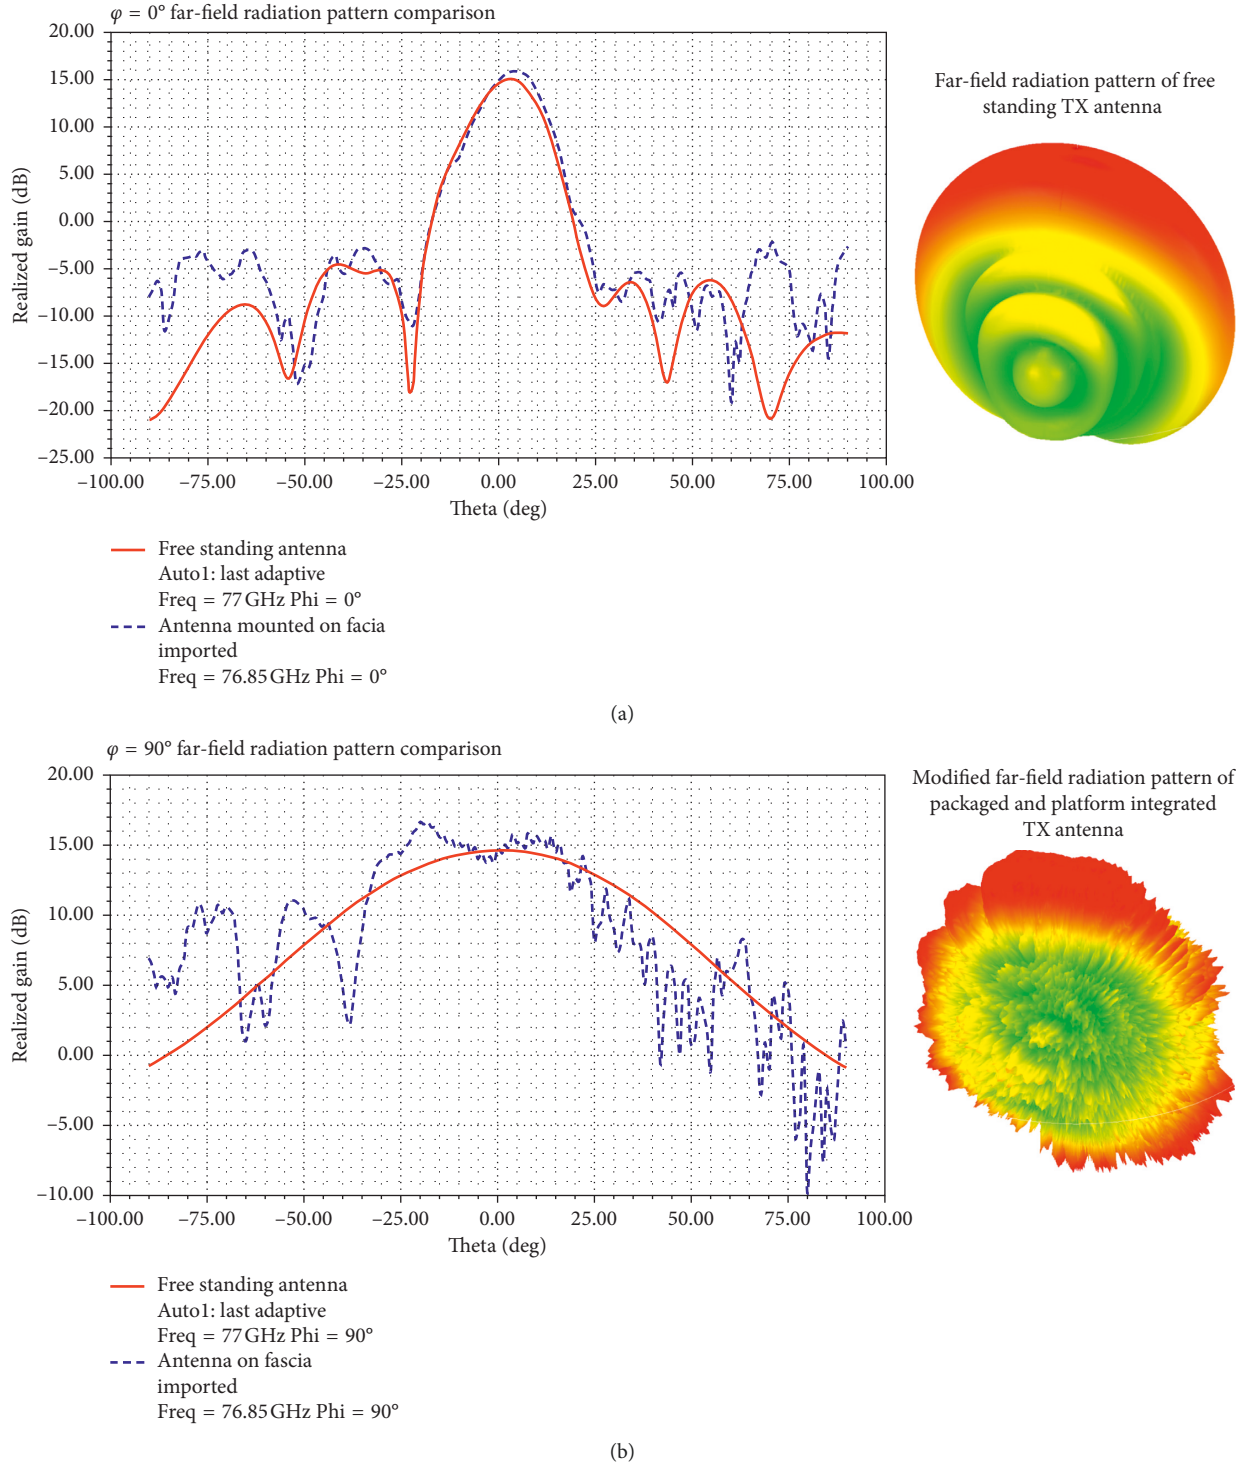 φ = 0° far-field radiation pattern comparison
20.00
15.00
10.00
5.00
0.00
−5.00
−10.00
−15.00
−20.00
−25.00
Realized gain (dB)
−100.00 −75.00 −50.00 −25.00 0.00 25.00 50.00 75.00 100.00
Theta (deg)
Free standing antenna
Auto1: last adaptive
Freq = 77 GHz Phi = 0°
Antenna mounted on facia
imported
Freq = 76.85 GHz Phi = 0°
Far-field radiation pattern of free
standing TX antenna
(a)
φ = 90° far-field radiation pattern comparison
20.00
15.00
10.00
5.00
0.00
−5.00
−10.00
Realized gain (dB)
−100.00 −75.00 −50.00 −25.00 0.00 25.00 50.00 75.00 100.00
Theta (deg)
Free standing antenna
Auto1: last adaptive
Freq = 77 GHz Phi = 90°
Antenna on fascia
imported
Freq = 76.85 GHz Phi = 90°
Modified far-field radiation pattern of
packaged and platform integrated
TX antenna
(b)